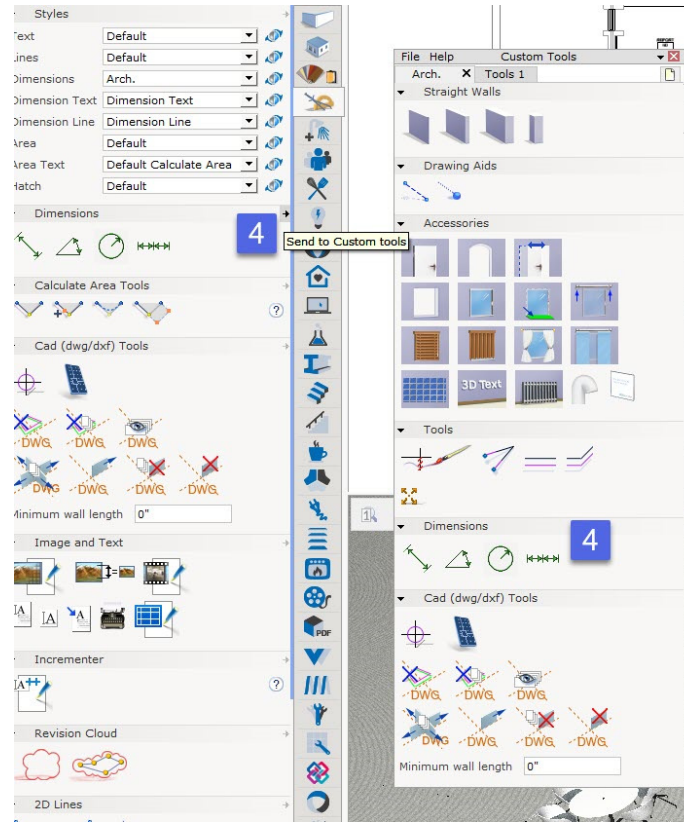 Styles
Text Default
Lines Default
Dimensions Arch.
Dimension Text Dimension Text
Dimension Line Dimension Line
Area Default
Area Text Default Calculate Area
Hatch Default
Dimensions
4
Send to Custom tools
Calculate Area Tools
?
Cad (dwg/dxf) Tools
DWG DWG DWG
DWG DWG DWG DWG
Minimum wall length 0"
Image and Text
A A A
Incrementer
A++
?
Revision Cloud
2D Lines
PDF
1
REPORT
File Help Custom Tools
Arch. X Tools 1
Straight Walls
Drawing Aids
Accessories
3D Text
Tools
Dimensions
4
Cad (dwg/dxf) Tools
DWG DWG DWG
DWG DWG DWG DWG
Minimum wall length 0"